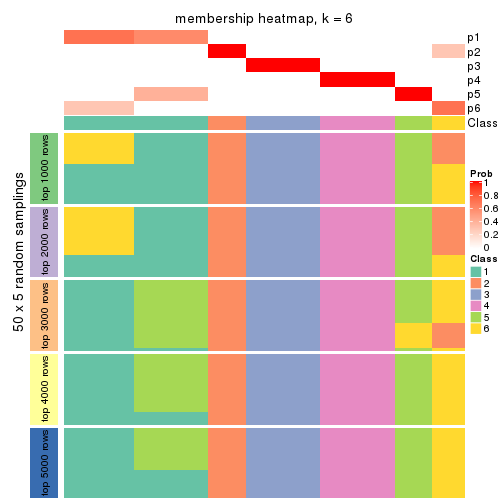 membership heatmap, k = 6
p1
p2
p3
p4
p5
p6
Class
50 x 5 random samplings
top 1000 rows
top 2000 rows
top 3000 rows
top 4000 rows
top 5000 rows
Prob
1
0.8
0.6
0.4
0.2
0
Class
1
2
3
4
5
6